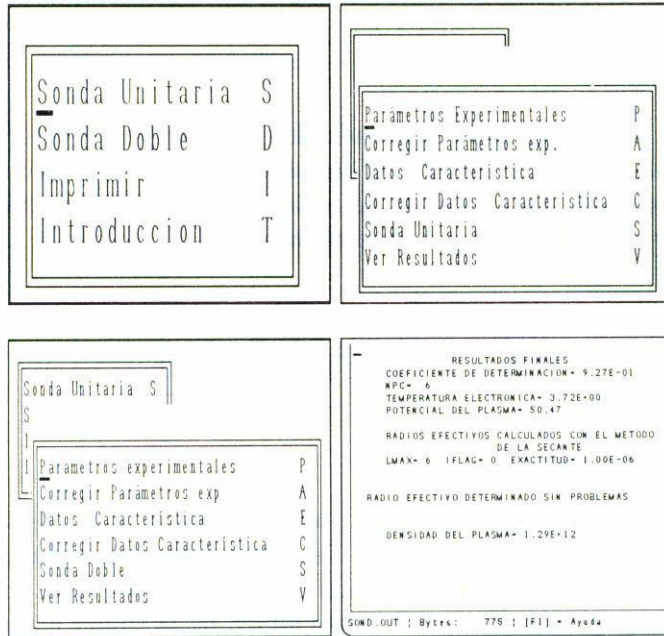 Sonda Unitaria S
Sonda Doble D
Imprimir I
Introduccion T
Parámetros Experimentales P
Corregir Parámetros exp. A
Datos Característica E
Corregir Datos Característica C
Sonda Unitaria S
Ver Resultados V
Sonda Unitaria S
S
I
I
Parametros experimentales P
Corregir Parámetros exp A
Datos Característica E
Corregir Datos Característica C
Sonda Doble S
Ver Resultados V
RESULTADOS FINALES
COEFICIENTE DE DETERMINACION= 9.27E-01
NPC= 6
TEMPERATURA ELECTRONICA= 3.72E+00
POTENCIAL DEL PLASMA= 50.47
RADIOS EFECTIVOS CALCULADOS CON EL METODO
DE LA SECANTE
LMAX= 6 IFLAG= 0 EXACTITUD= 1.00E-06
RADIO EFECTIVO DETERMINADO SIN PROBLEMAS
DENSIDAD DEL PLASMA= 1.29E+12
SOND.OUT ¦ Bytes: 775 ¦ [F1] = Ayuda